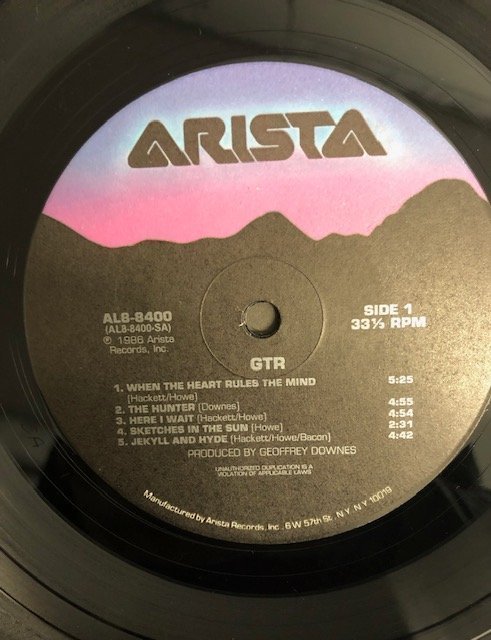 ARISTA
AL8-8400
(AL8-8400-SA)
℗ 1986 Arista
Records, Inc.
SIDE 1
33⅓ RPM
GTR
1. WHEN THE HEART RULES THE MIND 5:25
(Hackett/Howe)
2. THE HUNTER (Downes) 4:55
3. HERE I WAIT (Hackett/Howe) 4:54
4. SKETCHES IN THE SUN (Howe) 2:31
5. JEKYLL AND HYDE (Hackett/Howe/Bacon) 4:42
PRODUCED BY GEOFFREY DOWNES
UNAUTHORIZED DUPLICATION IS A
VIOLATION OF APPLICABLE LAWS
Manufactured by Arista Records, Inc. 6 W 57th St. N.Y. N.Y. 10019